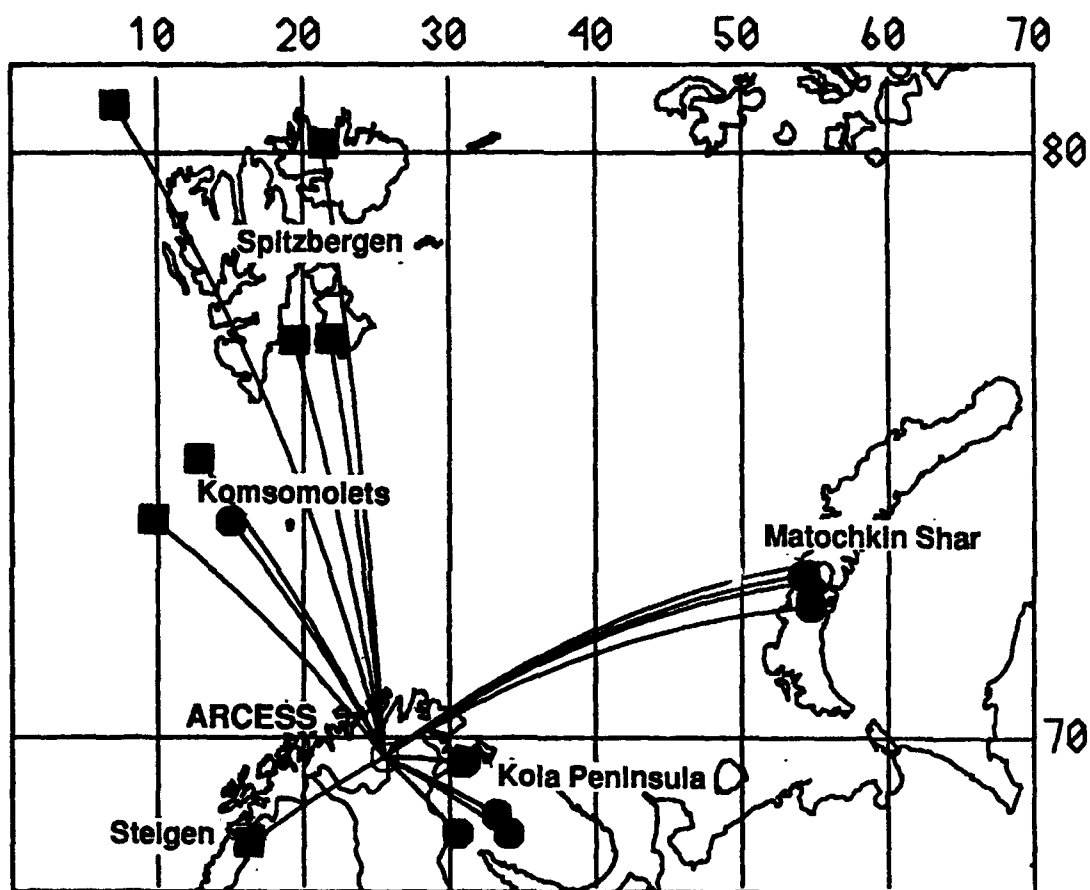 10 20 30 40 50 60 70
80
Spitzbergen
Komsomolets
Matochkin Shar
ARCESS
70
Kola Peninsula
Steigen